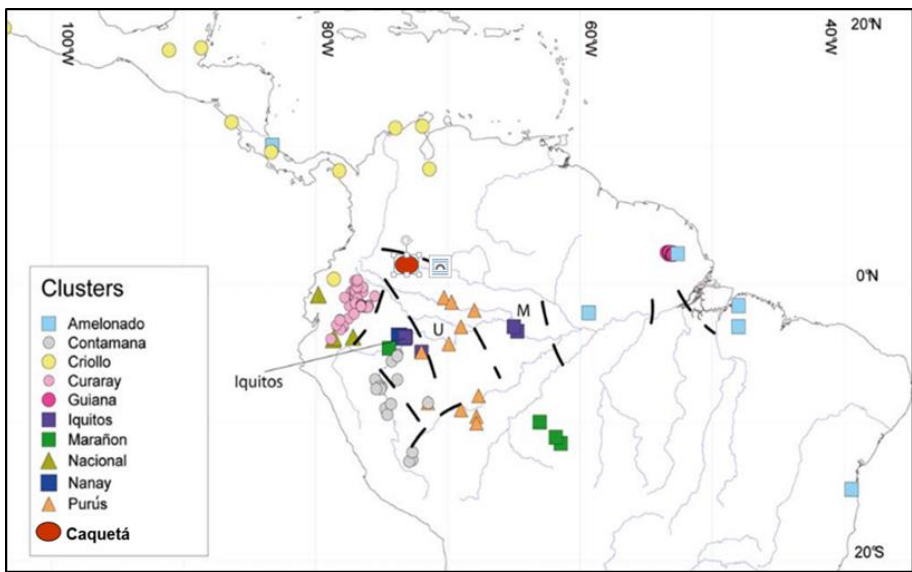 100°W
80°W
60°W
40°W
20°N
0°N
M
U
Iquitos
20°S
Clusters
Amelonado
Contamana
Criollo
Curaray
Guiana
Iquitos
Marañon
Nacional
Nanay
Purús
Caquetá